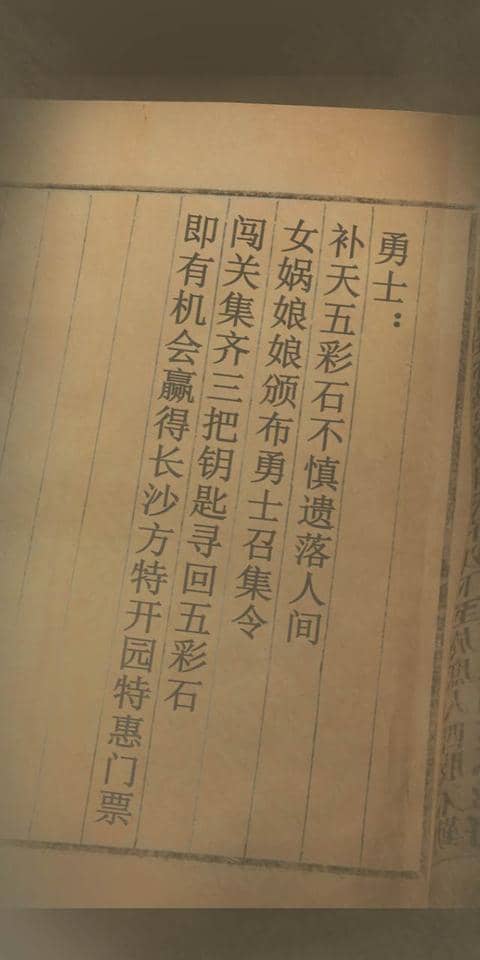 勇士：
补天五彩石不慎遗落人间
女娲娘娘颁布勇士召集令
闯关集齐三把钥匙寻回五彩石
即有机会赢得长沙方特开园特惠门票